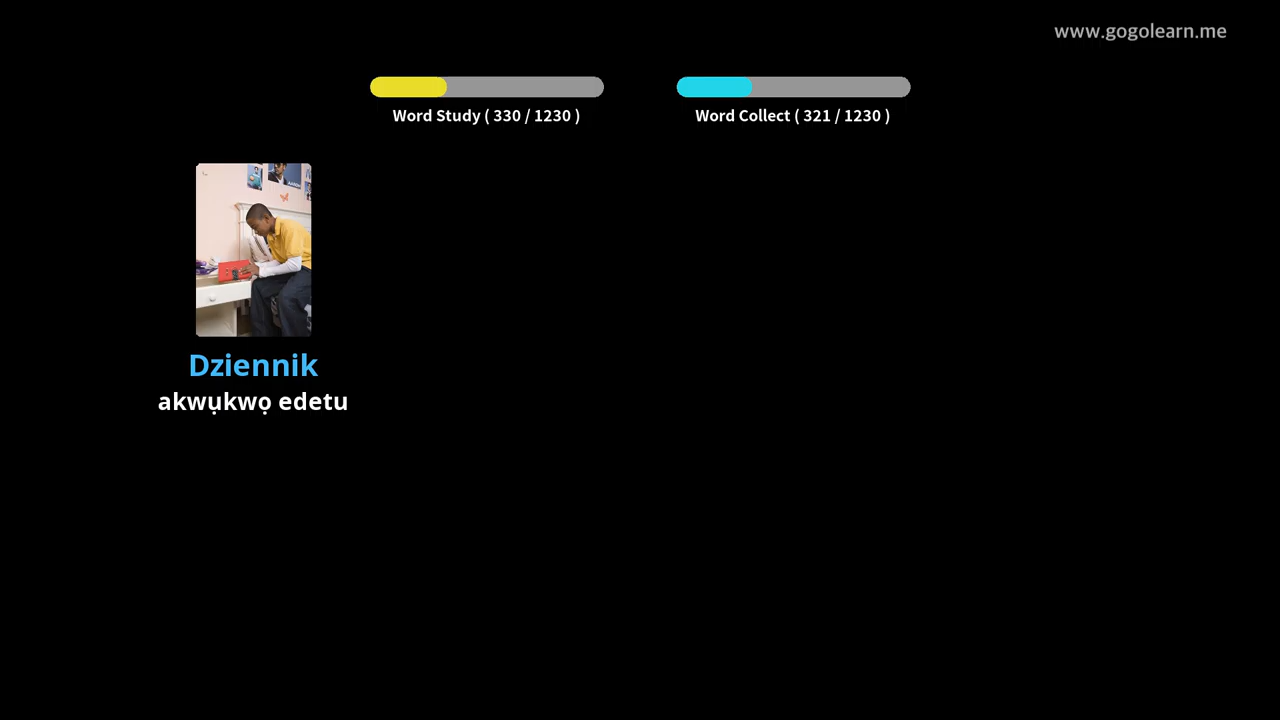 www.gogolearn.me
Word Study ( 330 / 1230 )
Word Collect ( 321 / 1230 )
Dziennik
akwụkwọ edetu